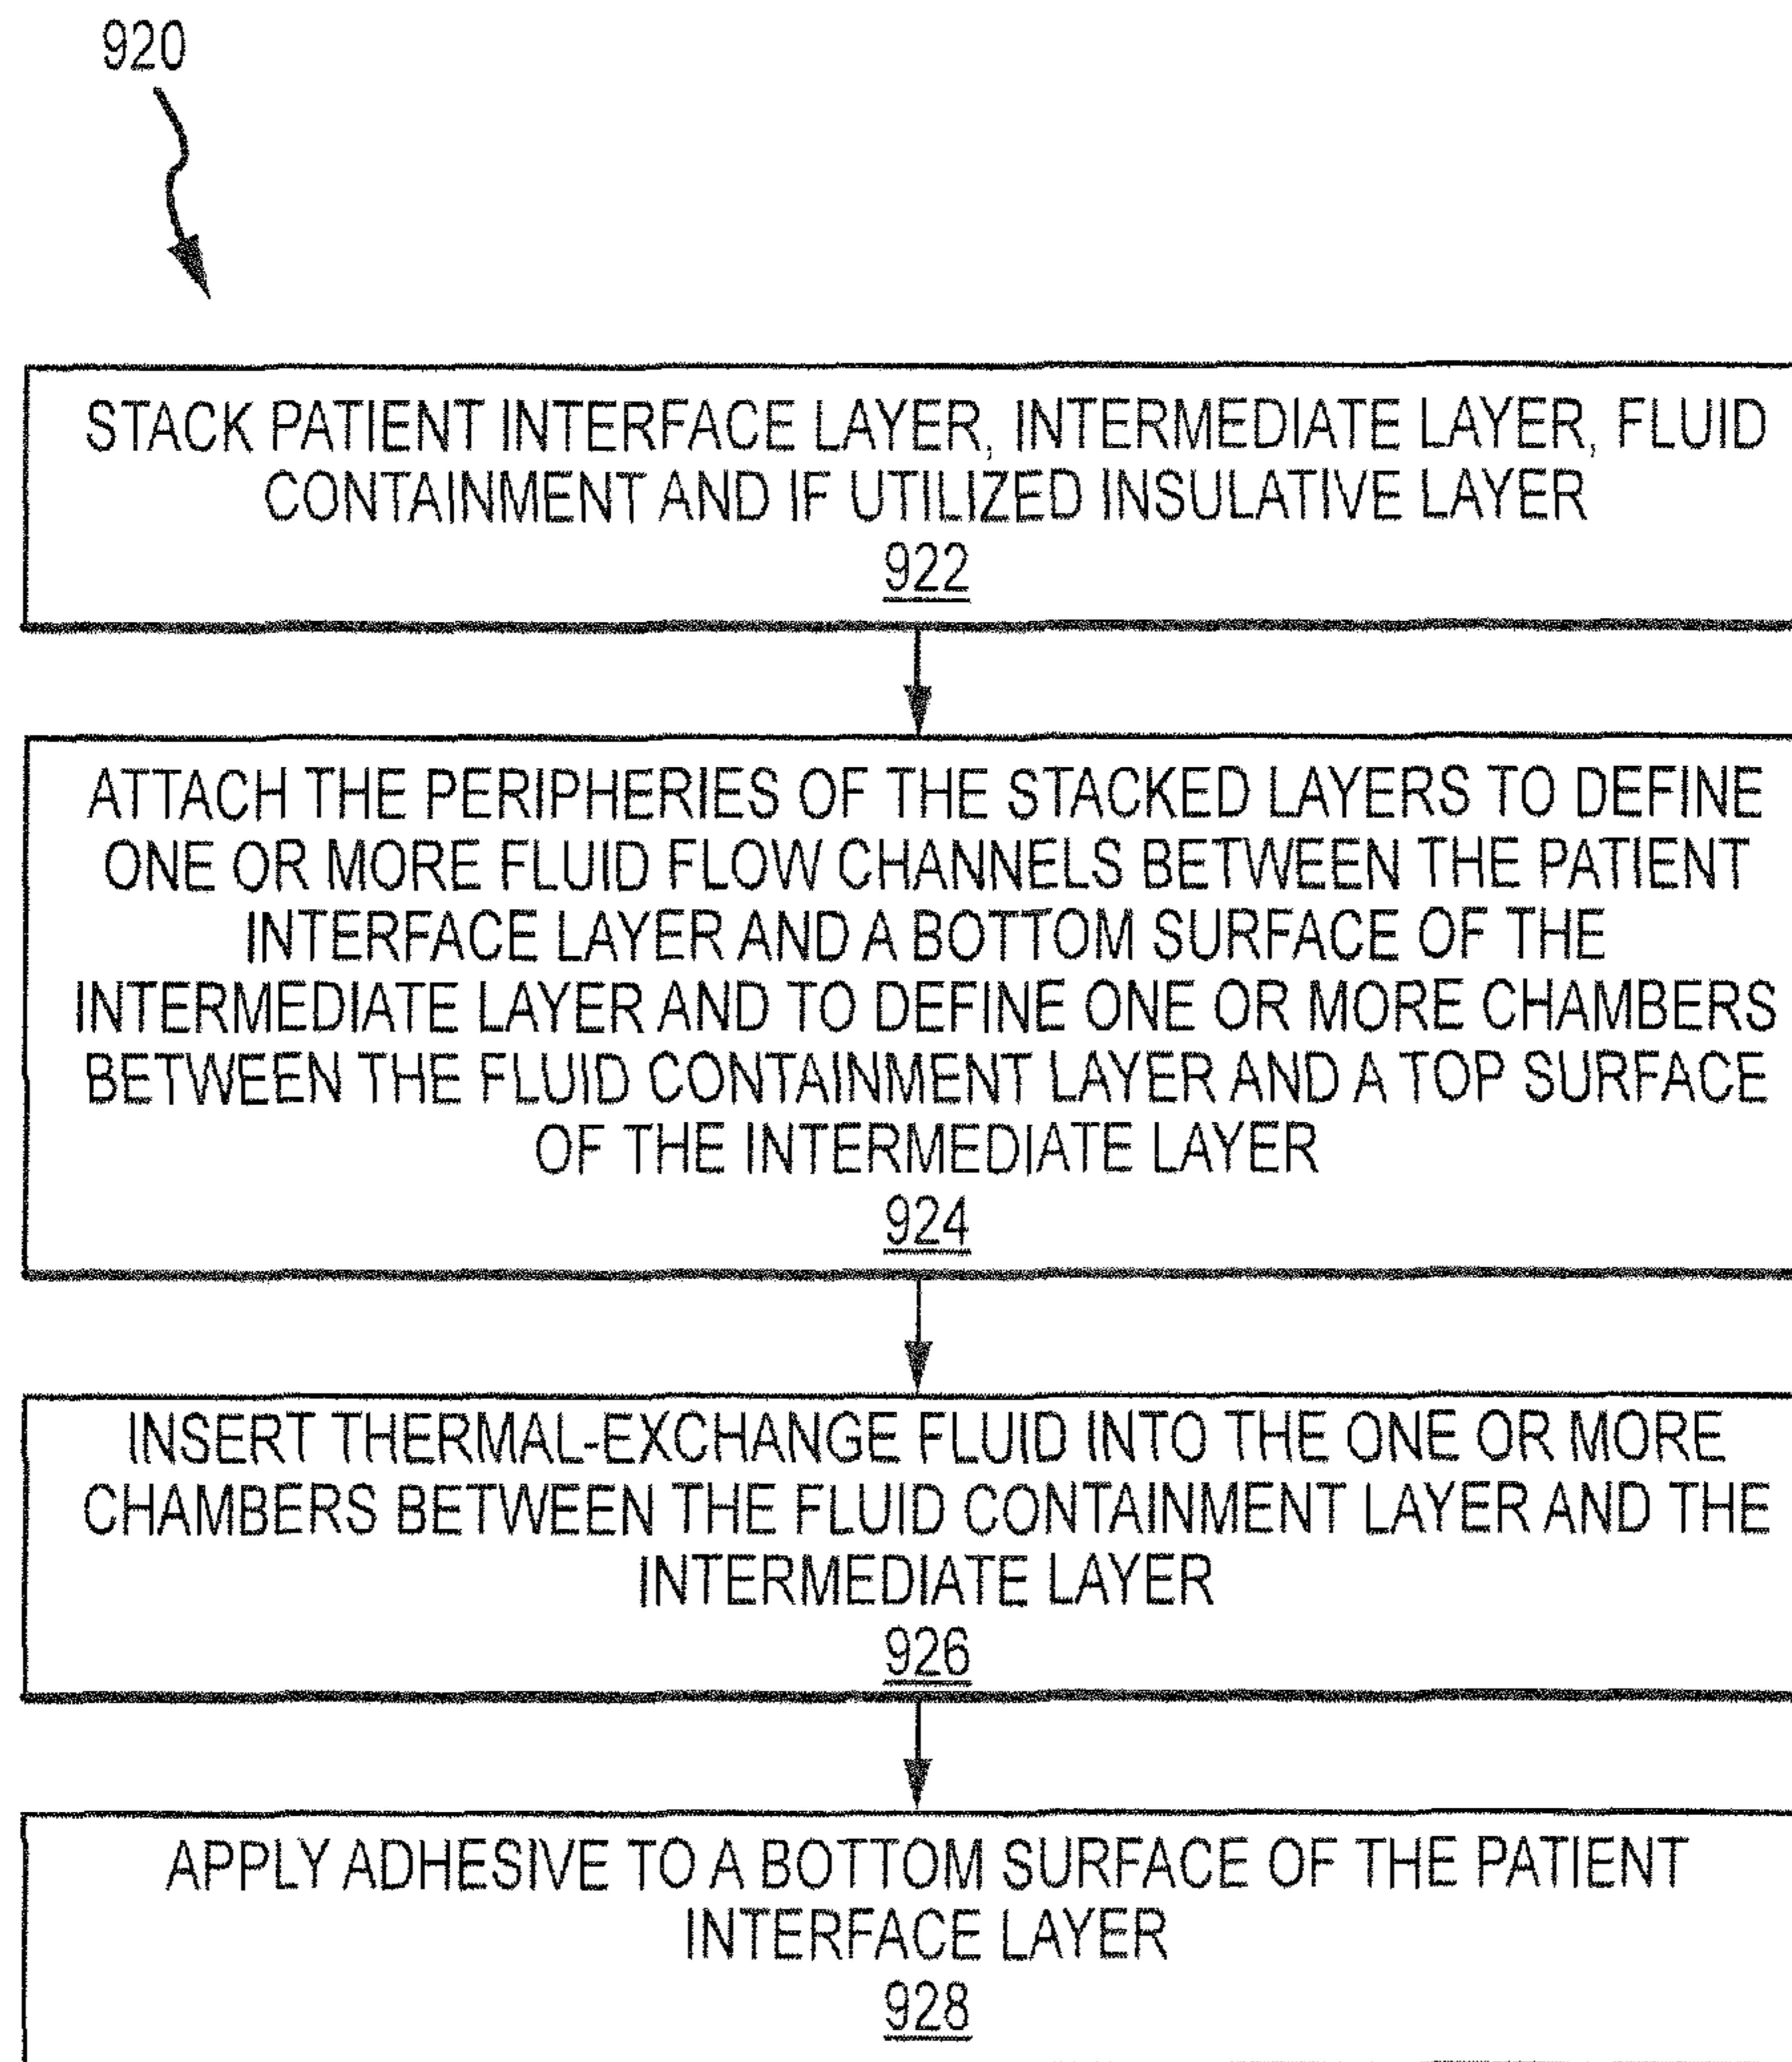 920
STACK PATIENT INTERFACE LAYER, INTERMEDIATE LAYER, FLUID
CONTAINMENT AND IF UTILIZED INSULATIVE LAYER
922
ATTACH THE PERIPHERIES OF THE STACKED LAYERS TO DEFINE
ONE OR MORE FLUID FLOW CHANNELS BETWEEN THE PATIENT
INTERFACE LAYER AND A BOTTOM SURFACE OF THE
INTERMEDIATE LAYER AND TO DEFINE ONE OR MORE CHAMBERS
BETWEEN THE FLUID CONTAINMENT LAYER AND A TOP SURFACE
OF THE INTERMEDIATE LAYER
924
INSERT THERMAL-EXCHANGE FLUID INTO THE ONE OR MORE
CHAMBERS BETWEEN THE FLUID CONTAINMENT LAYER AND THE
INTERMEDIATE LAYER
926
APPLY ADHESIVE TO A BOTTOM SURFACE OF THE PATIENT
INTERFACE LAYER
928